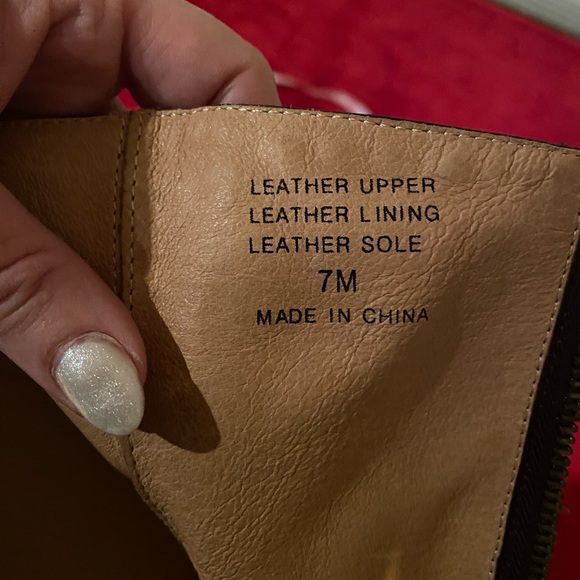 LEATHER UPPER
LEATHER LINING
LEATHER SOLE
7M
MADE IN CHINA